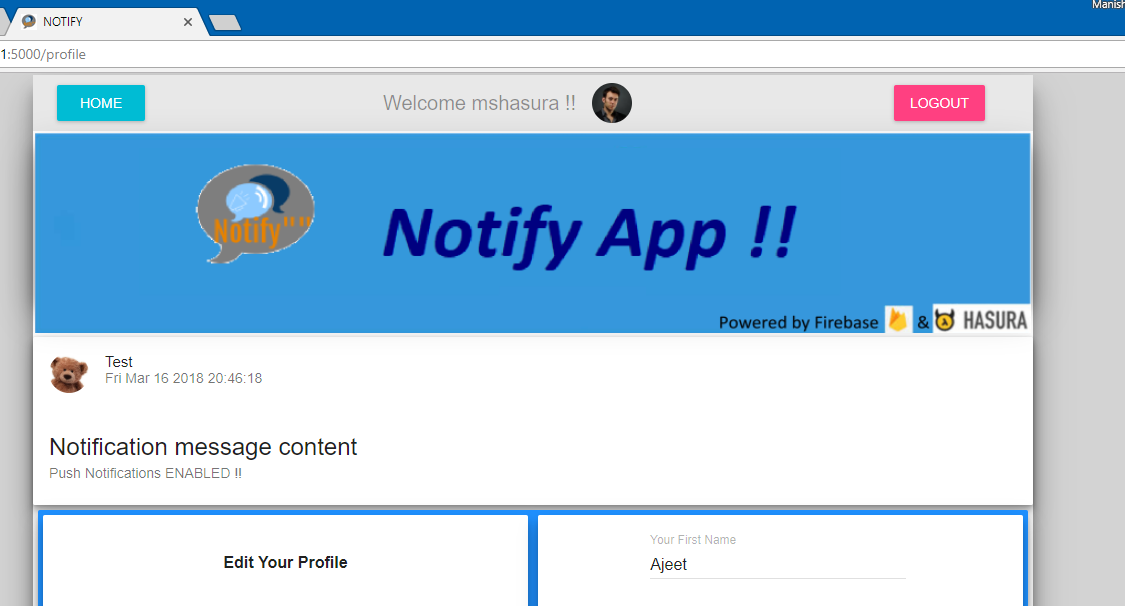 Manish
NOTIFY
1:5000/profile
HOME
Welcome mshasura !!
LOGOUT
Notify""
Notify App !!
Powered by Firebase & HASURA
Test
Fri Mar 16 2018 20:46:18
Notification message content
Push Notifications ENABLED !!
Edit Your Profile
Your First Name
Ajeet